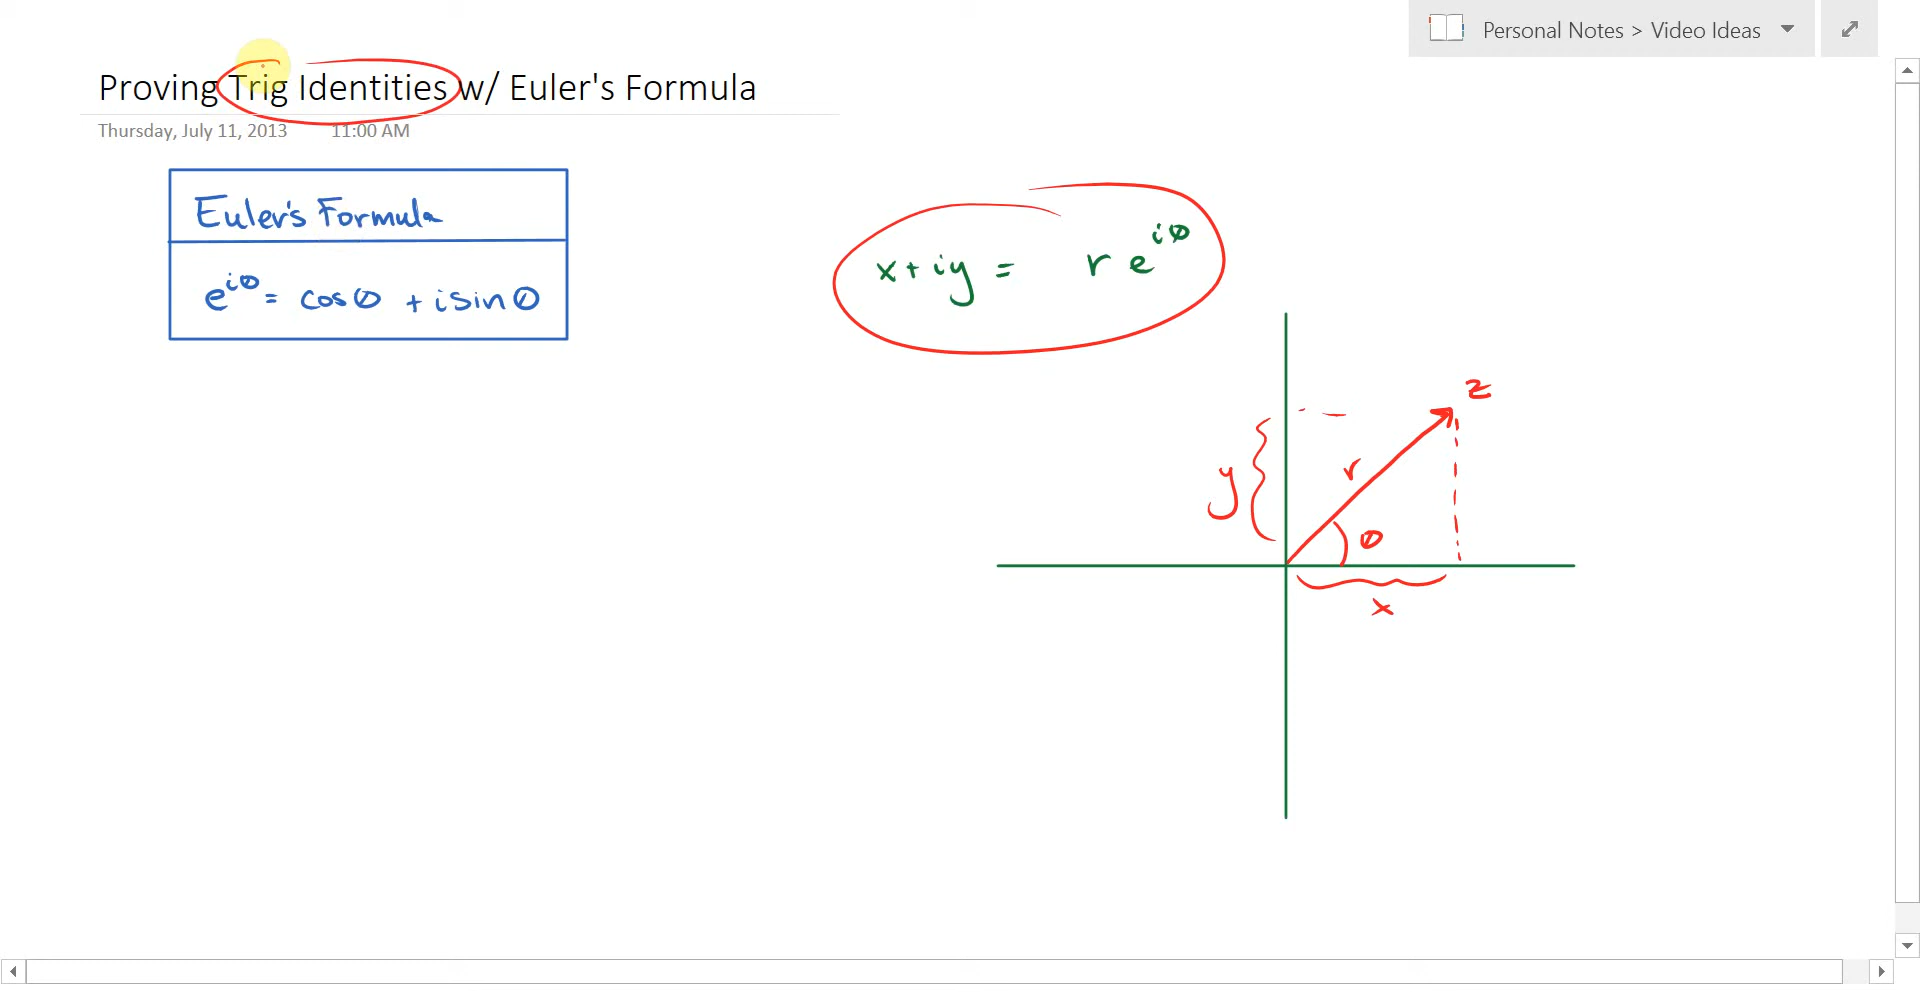 Personal Notes > Video Ideas
Proving Trig Identities w/ Euler's Formula
Thursday, July 11, 2013 11:00 AM
Euler's Formula
e^{iθ} = cosθ + isinθ
x+iy = r e^{iθ}
z
r
y
θ
x